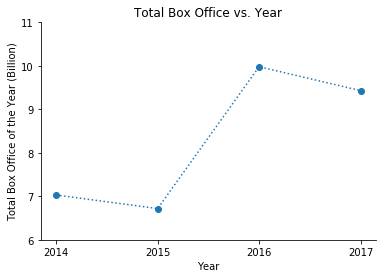 Total Box Office vs. Year
Total Box Office of the Year (Billion)
11
10
9
8
7
6
2014 2015 2016 2017
Year